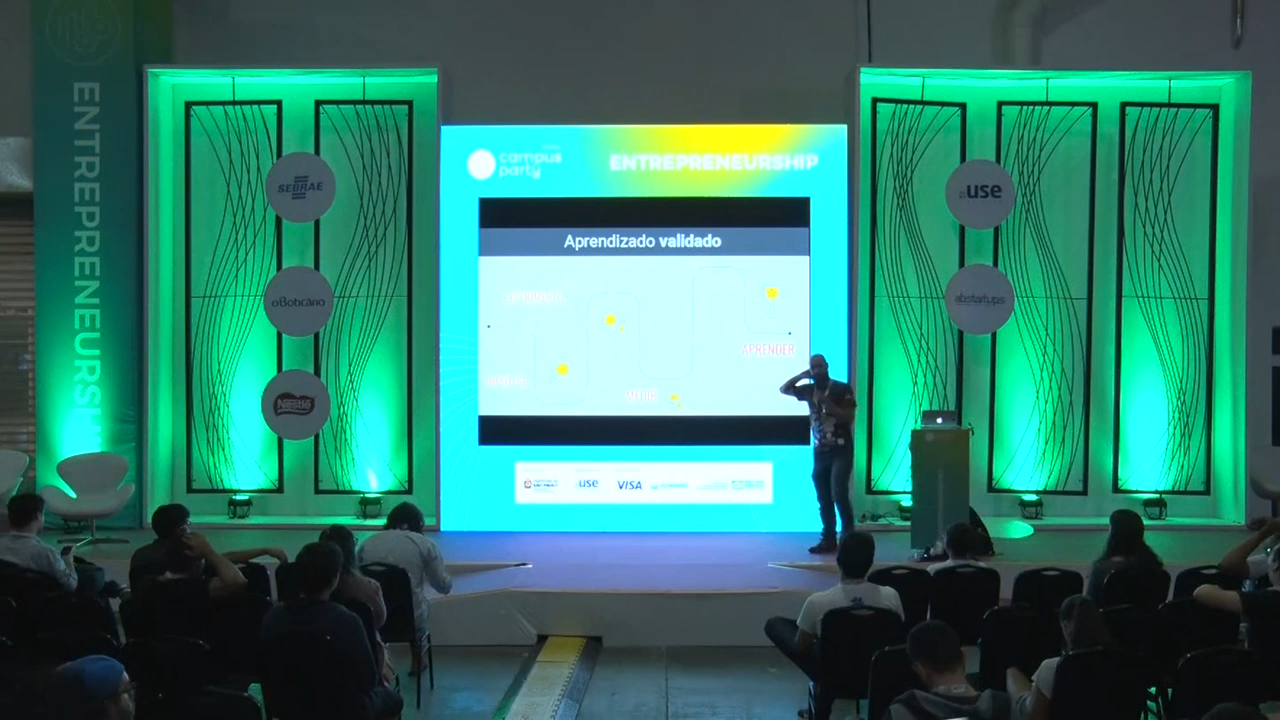 ENTREPRENEURSHIP
SEBRAE
oBoticário
Nestlé
campus
party
ENTREPRENEURSHIP
Aprendizado validado
APRENDER
MEDIR
use
VISA
use
abstartups